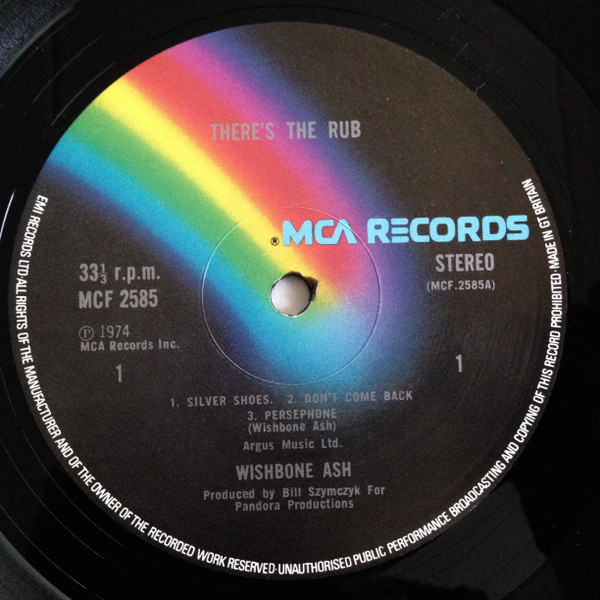 THERE'S THE RUB
® MCA RECORDS
33⅓ r.p.m.
MCF 2585
STEREO
(MCF.2585A)
Ⓟ 1974
MCA Records Inc.
1
1
1. SILVER SHOES. 2. DON'T COME BACK
3. PERSEPHONE
(Wishbone Ash)
Argus Music Ltd.
WISHBONE ASH
Produced by Bill Szymczyk For
Pandora Productions
EMI RECORDS LTD·ALL RIGHTS OF THE MANUFACTURER AND OF THE OWNER OF THE RECORDED WORK RESERVED·UNAUTHORISED PUBLIC PERFORMANCE BROADCASTING AND COPYING OF THIS RECORD PROHIBITED·MADE IN GT BRITAIN